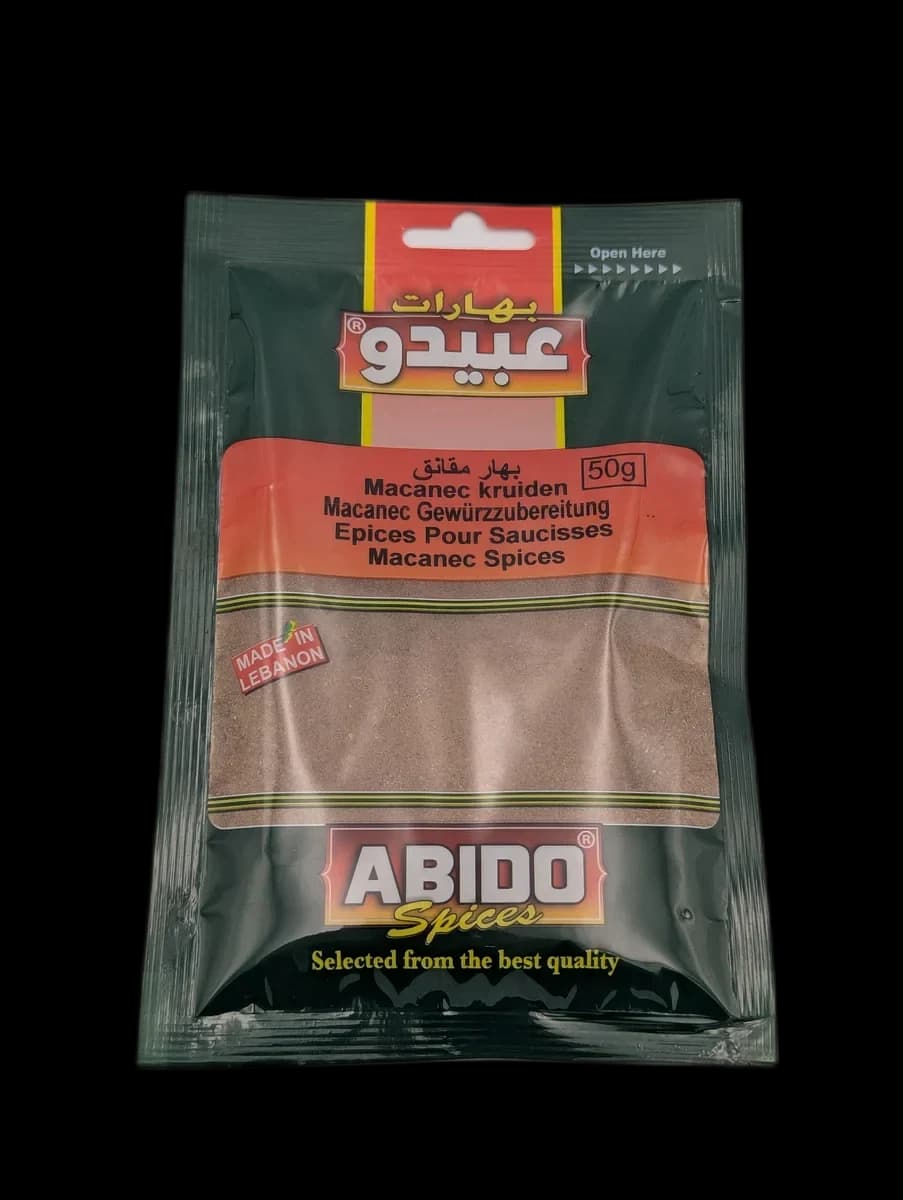 Open Here
بهارات
عبيدو®
بهار مقانق
50g
Macanec kruiden
Macanec Gewürzzubereitung
Epices Pour Saucisses
Macanec Spices
MADE IN
LEBANON
ABIDO®
Spices
Selected from the best quality